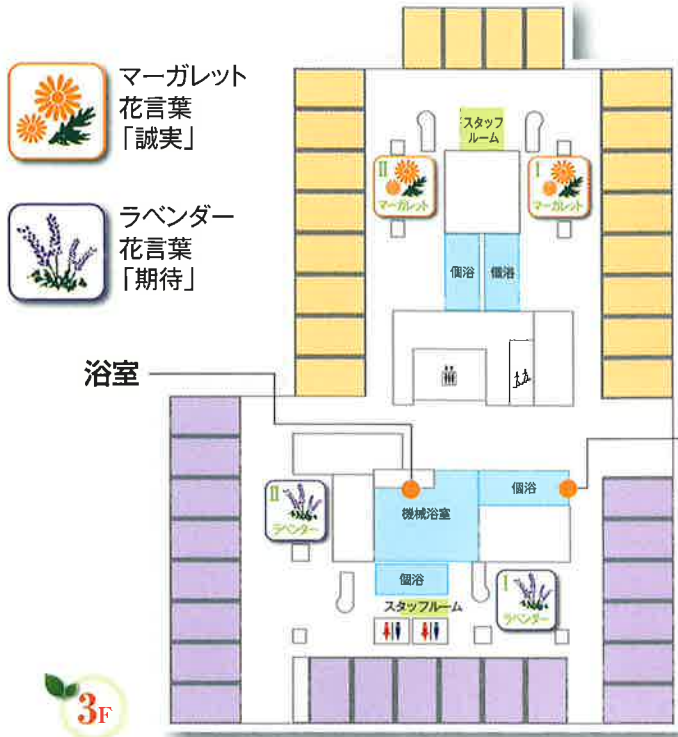 マーガレット
花言葉
「誠実」
ラベンダー
花言葉
「期待」
スタッフ
ルーム
II
マーガレット
I
マーガレット
個浴
個浴
浴室
II
ラベンダー
個浴
機械浴室
個浴
I
ラベンダー
スタッフルーム
3F